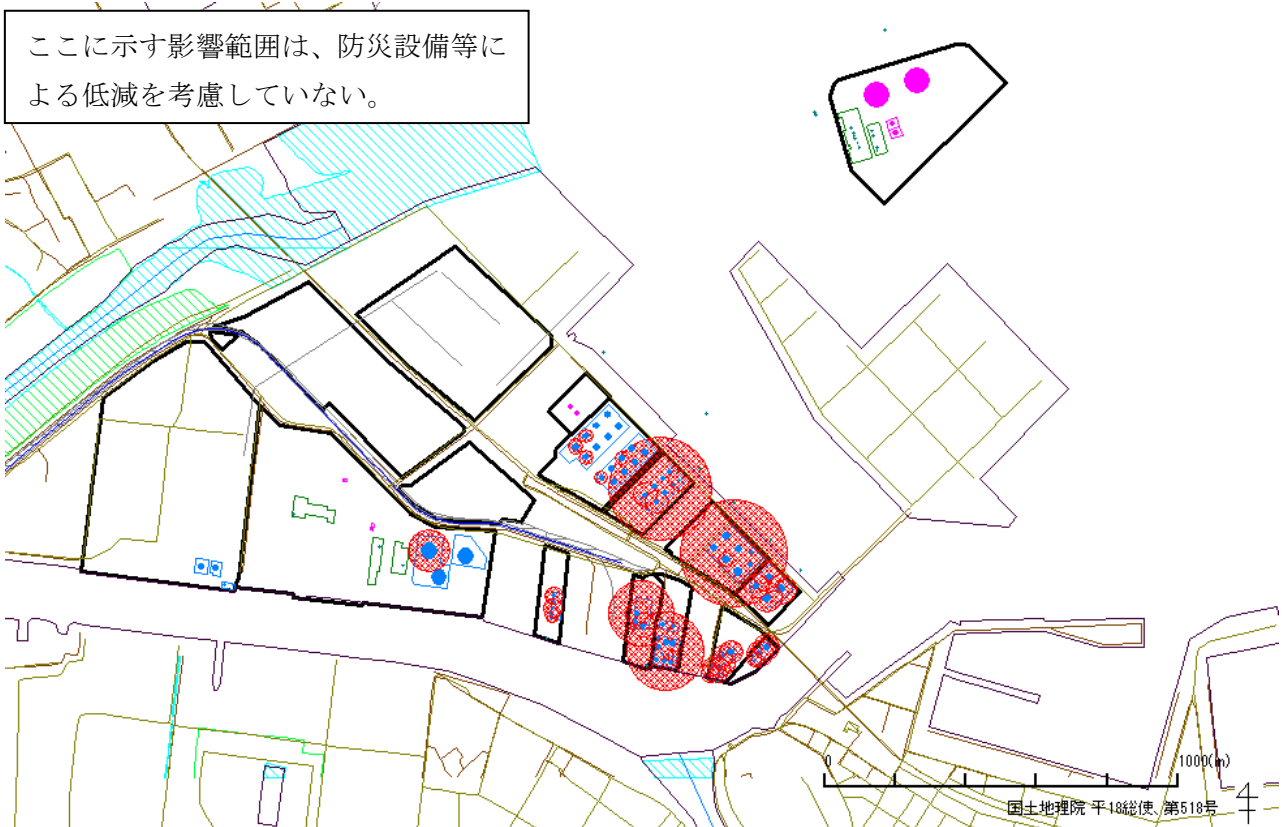 ここに示す影響範囲は、防災設備等に
よる低減を考慮していない。
0
1000(m)
国土地理院 平18総使、第518号